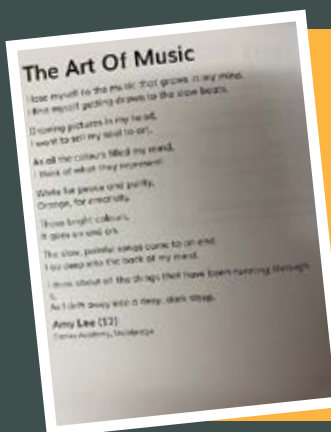 The Art Of Music
I lose myself to the music that grows in my mind,
I find myself getting drawn to the slow beats.
Drawing pictures in my head,
I want to sell my soul to art.
As all the colours filled my mind,
I think of what they represent:
White for peace and purity,
Orange, for creativity.
Those bright colours,
It goes on and on.
The slow, painful songs come to an end
deep into the back of my mind.
I think about all the things that have been running through
As I drift away into a deep, dark sleep.
Amy Lee (12)
Academy,